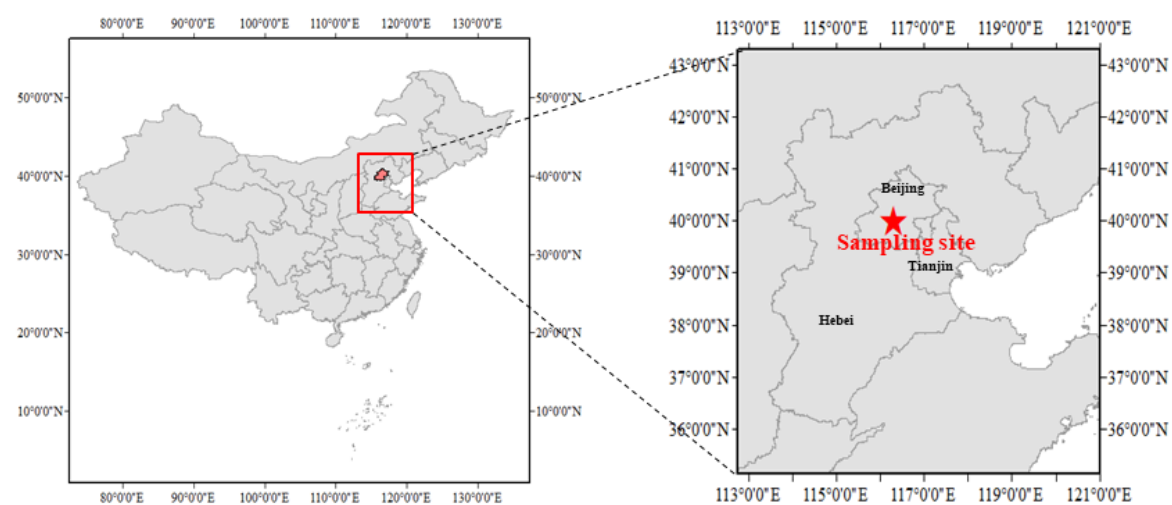 80°0'0"E 90°0'0"E 100°0'0"E 110°0'0"E 120°0'0"E 130°0'0"E
50°0'0"N 50°0'0"N
40°0'0"N 40°0'0"N
30°0'0"N 30°0'0"N
20°0'0"N 20°0'0"N
10°0'0"N 10°0'0"N
80°0'0"E 90°0'0"E 100°0'0"E 110°0'0"E 120°0'0"E 130°0'0"E
113°0'0"E 115°0'0"E 117°0'0"E 119°0'0"E 121°0'0"E
43°0'0"N 43°0'0"N
42°0'0"N 42°0'0"N
41°0'0"N 41°0'0"N
Beijing
40°0'0"N 40°0'0"N
Sampling site
Tianjin
39°0'0"N 39°0'0"N
Hebei
38°0'0"N 38°0'0"N
37°0'0"N 37°0'0"N
36°0'0"N 36°0'0"N
113°0'0"E 115°0'0"E 117°0'0"E 119°0'0"E 121°0'0"E